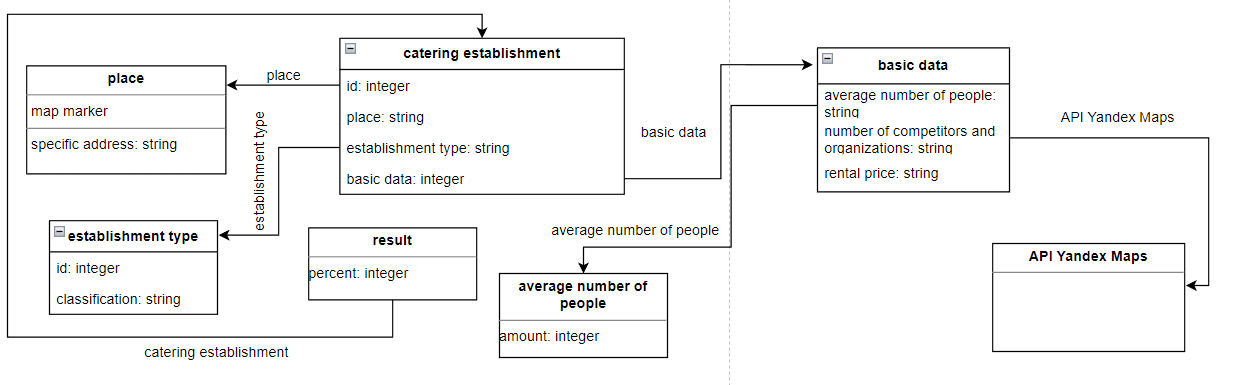 catering establishment
id: integer
place: string
establishment type: string
basic data: integer
place
place
map marker
specific address: string
establishment type
establishment type
id: integer
classification: string
result
percent: integer
catering establishment
basic data
average number of people
average number of
people
amount: integer
basic data
average number of people:
string
number of competitors and
organizations: string
rental price: string
API Yandex Maps
API Yandex Maps